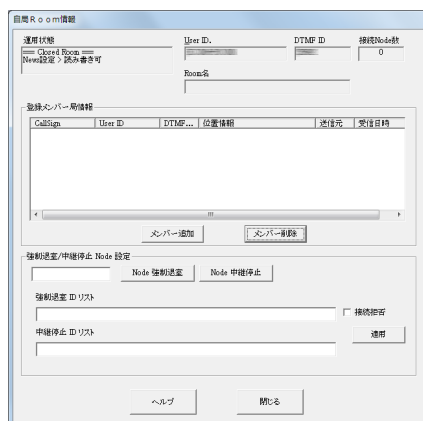 自局Ｒｏｏｍ情報
運用状態
User ID.
DTMF ID
接続Node数
=== Closed Room ===
News設定 > 読み書き可
0
Room名
登録メンバー局情報
CallSign User ID DTMF... 位置情報 送信元 受信日時
メンバー追加 メンバー削除
強制退室/中継停止 Node 設定
Node 強制退室 Node 中継停止
強制退室 ID リスト
接続拒否
中継停止 ID リスト
適用
ヘルプ 閉じる